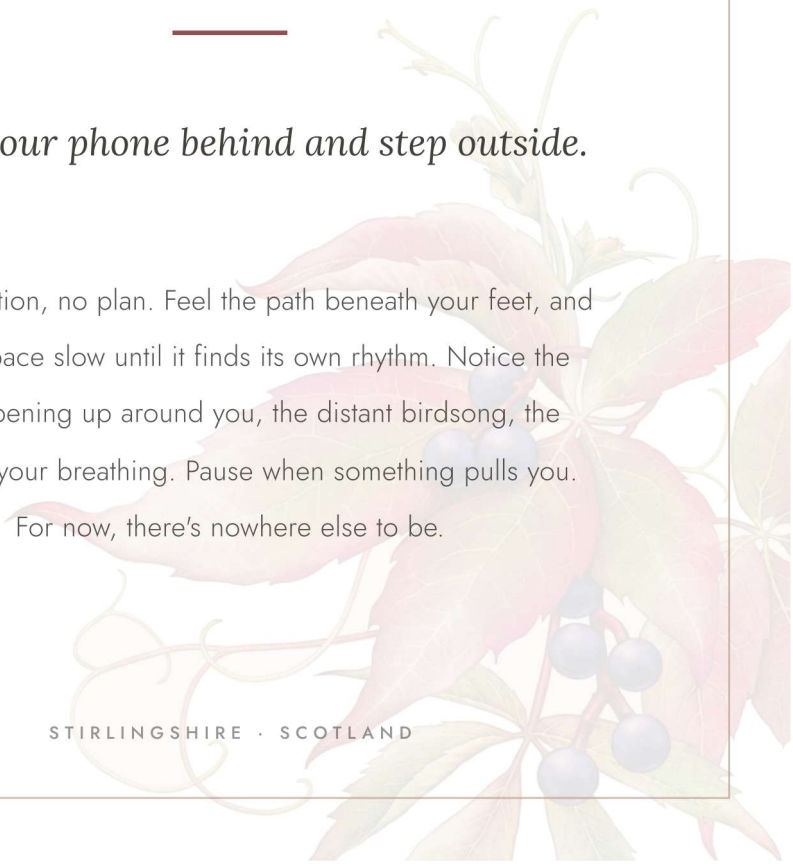 our phone behind and step outside.
tion, no plan. Feel the path beneath your feet, and
pace slow until it finds its own rhythm. Notice the
pening up around you, the distant birdsong, the
your breathing. Pause when something pulls you.
For now, there's nowhere else to be.
STIRLINGSHIRE · SCOTLAND